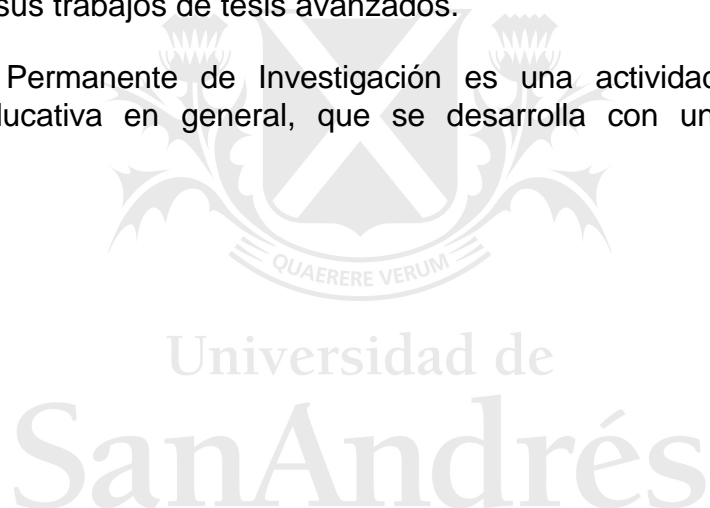 sus trabajos de tesis avanzados.
Permanente de Investigación es una actividad
ducativa en general, que se desarrolla con un
QUAERERE VERUM
Universidad de
SanAndrés